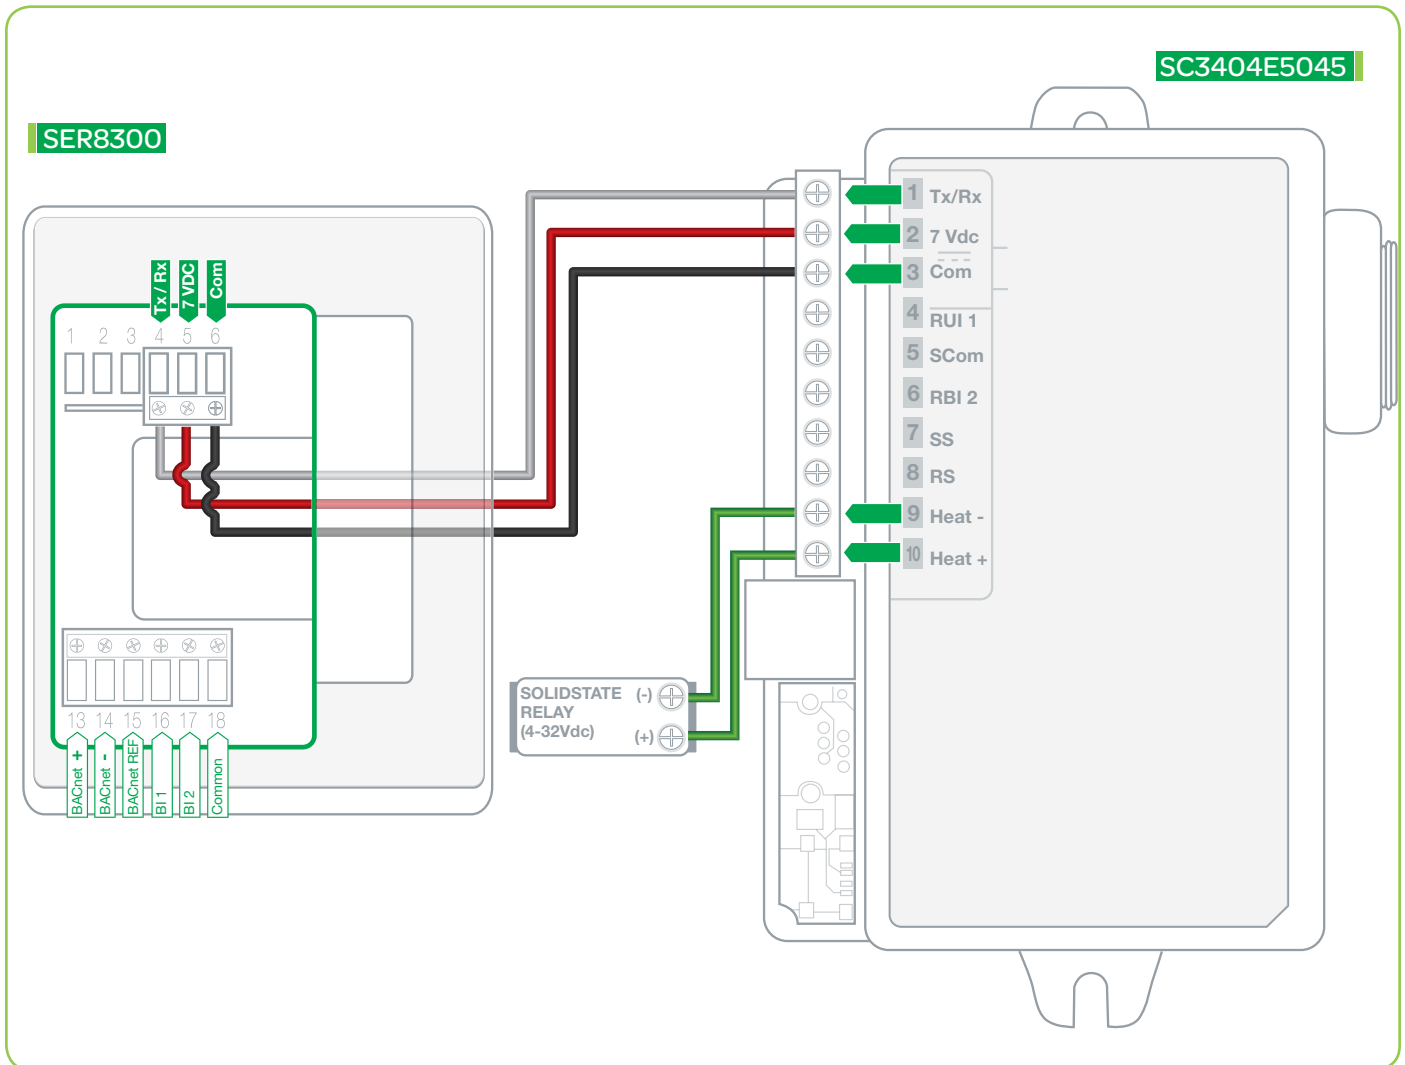 SC3404E5045
SER8300
Tx / Rx
7 VDC
Com
1 2 3 4 5 6
13 14 15 16 17 18
BACnet +
BACnet -
BACnet REF
BI 1
BI 2
Common
1 Tx/Rx
2 7 Vdc
3 Com
4 RUI 1
5 SCom
6 RBI 2
7 SS
8 RS
9 Heat -
10 Heat +
SOLIDSTATE (-)
RELAY
(4-32Vdc) (+)